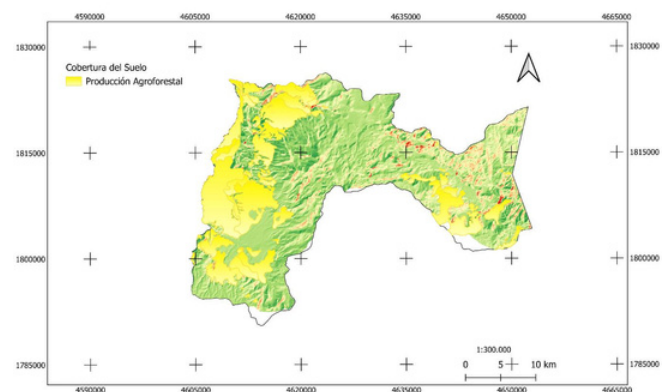 4590000 4605000 4620000 4635000 4650000 4665000
1830000 1830000
Cobertura del Suelo
Producción Agroforestal
1815000 1815000
1800000 1800000
1:300.000
0 5 10 km
1785000 1785000
4590000 4605000 4620000 4635000 4650000 4665000